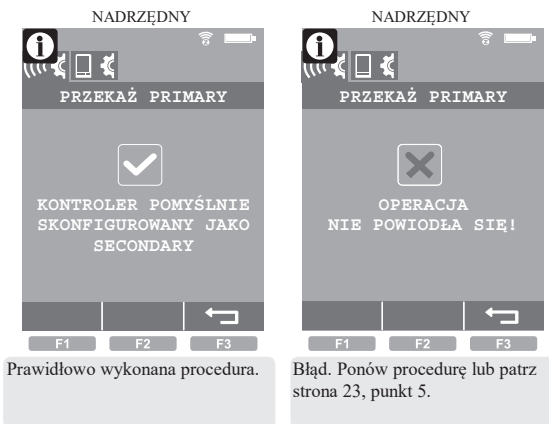 NADRZĘDNY
PRZEKAŻ PRIMARY
KONTROLER POMYŚLNIE
SKONFIGUROWANY JAKO
SECONDARY
F1 F2 F3
Prawidłowo wykonana procedura.
NADRZĘDNY
PRZEKAŻ PRIMARY
OPERACJA
NIE POWIODŁA SIĘ!
F1 F2 F3
Błąd. Ponów procedurę lub patrz
strona 23, punkt 5.